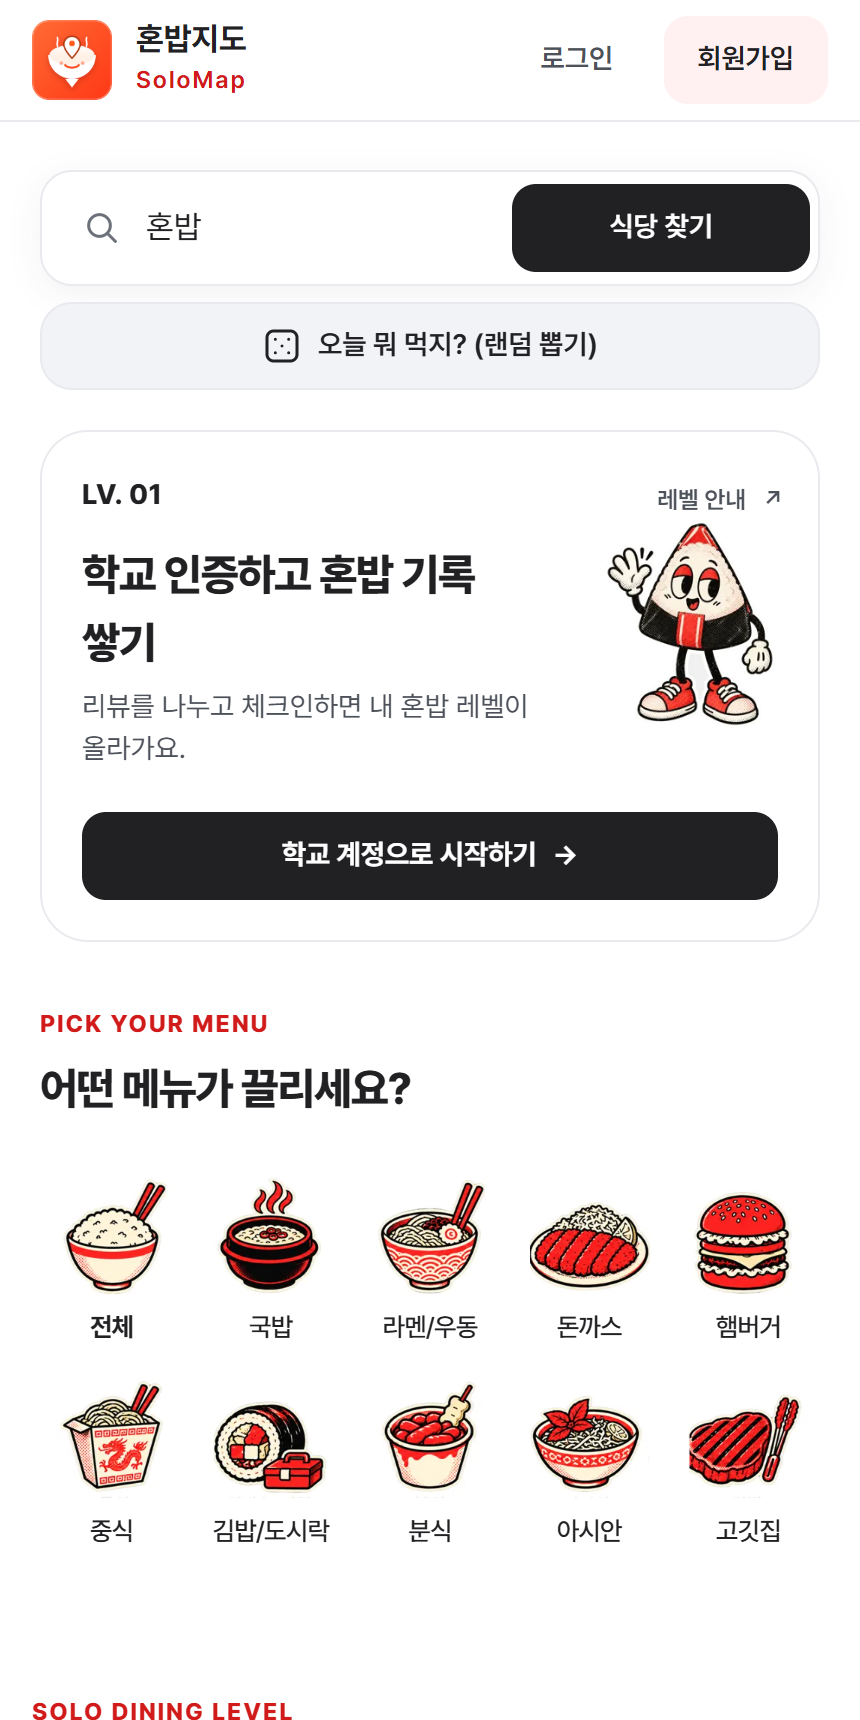 혼밥지도
SoloMap
로그인
회원가입
혼밥
식당 찾기
오늘 뭐 먹지? (랜덤 뽑기)
LV. 01
레벨 안내 ↗
학교 인증하고 혼밥 기록
쌓기
리뷰를 나누고 체크인하면 내 혼밥 레벨이
올라가요.
학교 계정으로 시작하기 →
PICK YOUR MENU
어떤 메뉴가 끌리세요?
전체
국밥
라멘/우동
돈까스
햄버거
중식
김밥/도시락
분식
아시안
고깃집
SOLO DINING LEVEL